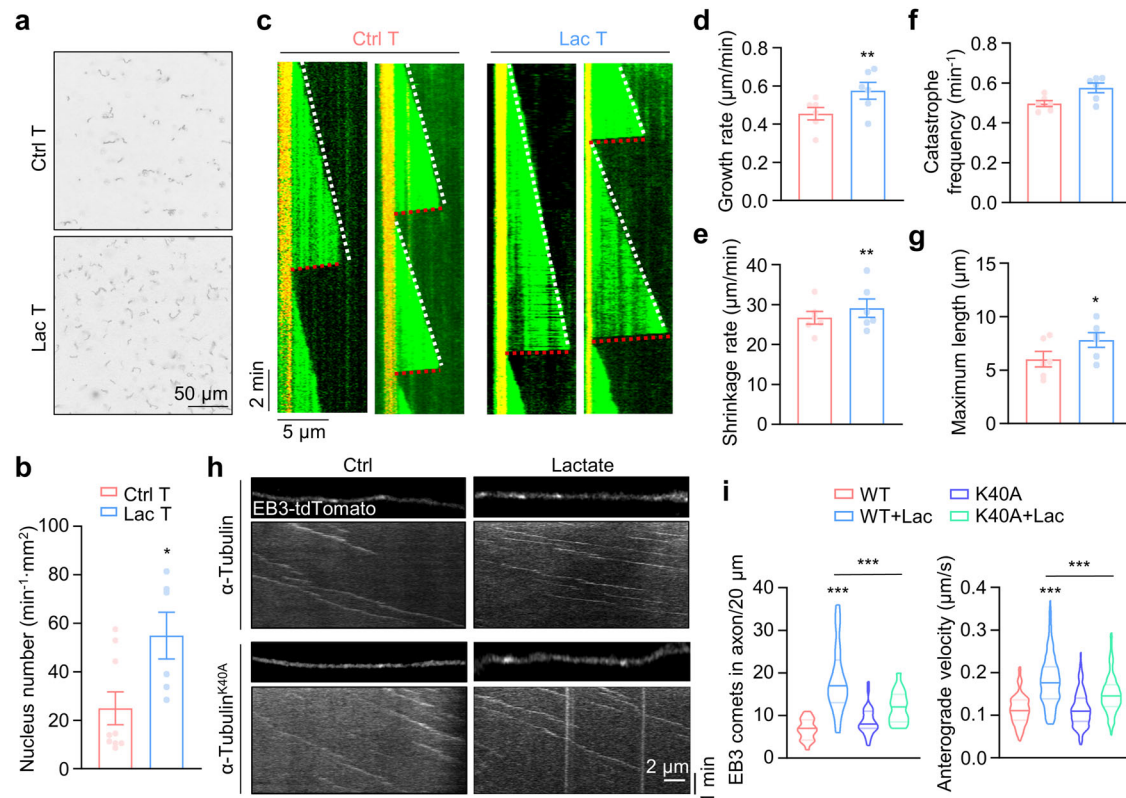 a
Ctrl T
Lac T
50 µm
b
Ctrl T
Lac T
Nucleus number (min⁻¹·mm²)
100
80
60
40
20
0
*
c
Ctrl T
Lac T
2 min
5 µm
d
Growth rate (µm/min)
0.8
0.6
0.4
0.2
0
**
e
Shrinkage rate (µm/min)
40
30
20
10
0
**
f
Catastrophe
frequency (min⁻¹)
0.8
0.6
0.4
0.2
0
g
Maximum length (µm)
15
10
5
0
*
h
Ctrl
Lactate
EB3-tdTomato
α-Tubulin
α-Tubulinᴷ⁴⁰ᴬ
2 µm
1 min
i
WT
K40A
WT+Lac
K40A+Lac
EB3 comets in axon/20 µm
40
30
20
10
0
***
***
Anterograde velocity (µm/s)
0.4
0.3
0.2
0.1
0
***
***